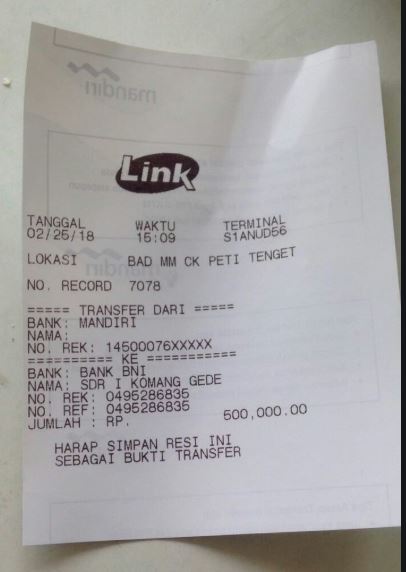 mandiri
Link
TANGGAL WAKTU TERMINAL
02/25/18 15:09 S1ANUD56
LOKASI BAD MM CK PETI TENGET
NO. RECORD 7078
===== TRANSFER DARI =====
BANK: MANDIRI
NAMA:
NO. REK: 14500076XXXXX
========== KE ===========
BANK: BANK BNI
NAMA: SDR I KOMANG GEDE
NO. REK: 0495286835
NO. REF: 0495286835
JUMLAH : RP. 500,000.00
HARAP SIMPAN RESI INI
SEBAGAI BUKTI TRANSFER